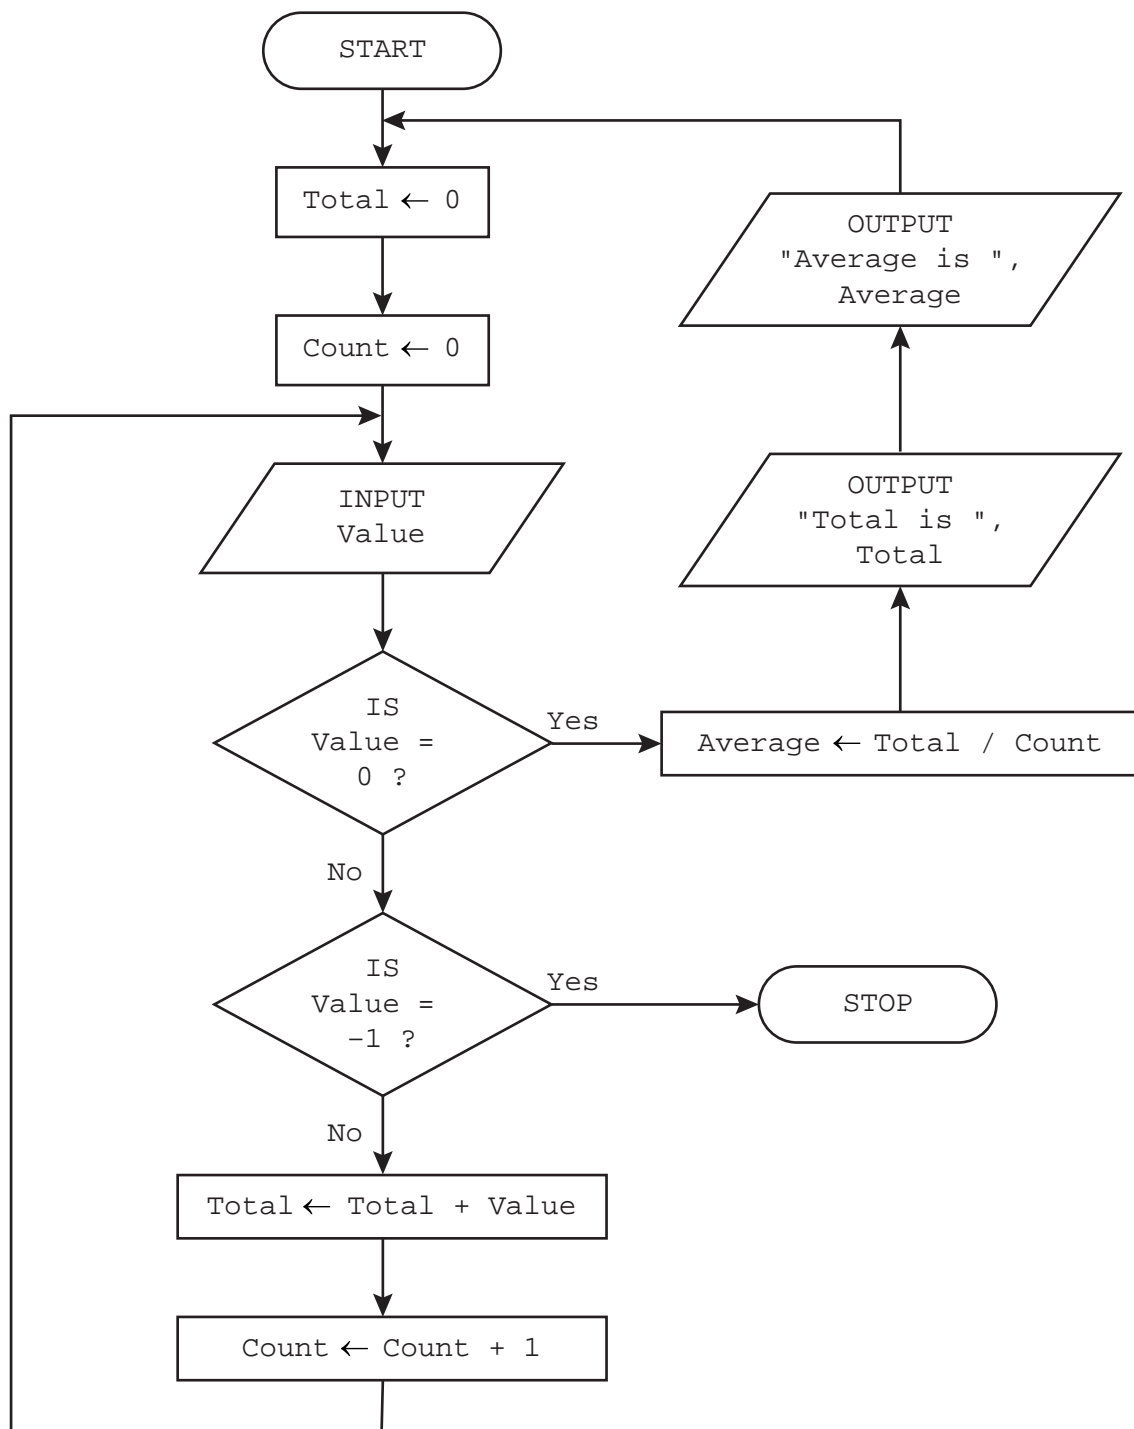 START
Total ← 0
Count ← 0
INPUT
Value
IS
Value =
0 ?
Yes
No
Average ← Total / Count
OUTPUT
"Total is ",
Total
OUTPUT
"Average is ",
Average
IS
Value =
–1 ?
Yes
No
STOP
Total ← Total + Value
Count ← Count + 1